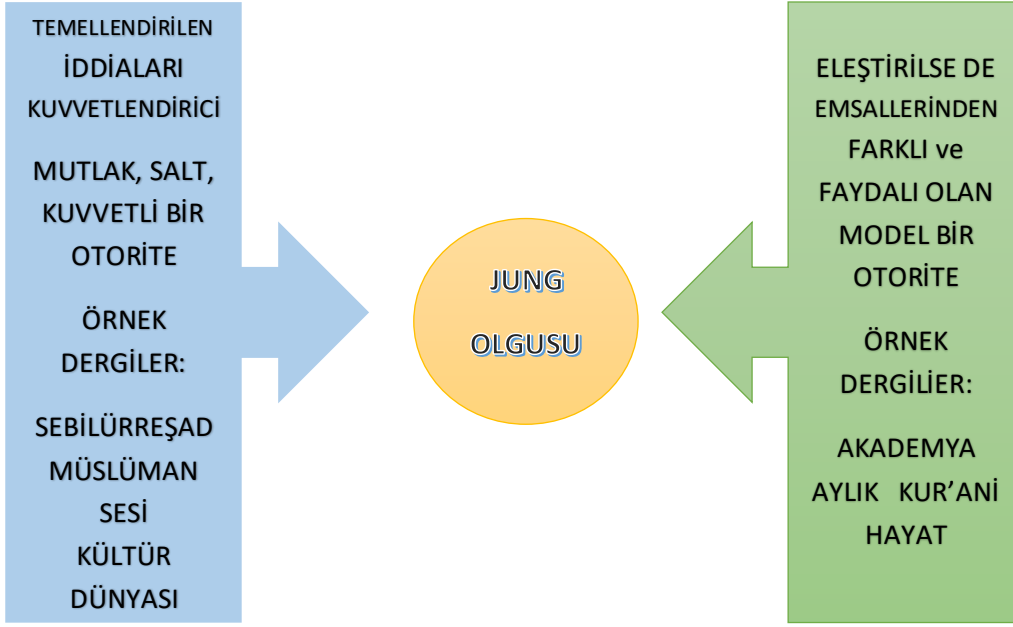 TEMELLENDİRİLEN
İDDİALARI
KUVVETLENDİRİCİ
MUTLAK, SALT,
KUVVETLİ BİR
OTORİTE
ÖRNEK
DERGİLER:
SEBİLÜRREŞAD
MÜSLÜMAN
SESİ
KÜLTÜR
DÜNYASI
JUNG
OLGUSU
ELEŞTİRİLSE DE
EMSALLERİNDEN
FARKLI ve
FAYDALI OLAN
MODEL BİR
OTORİTE
ÖRNEK
DERGİLİER:
AKADEMYA
AYLIK KUR’ANİ
HAYAT